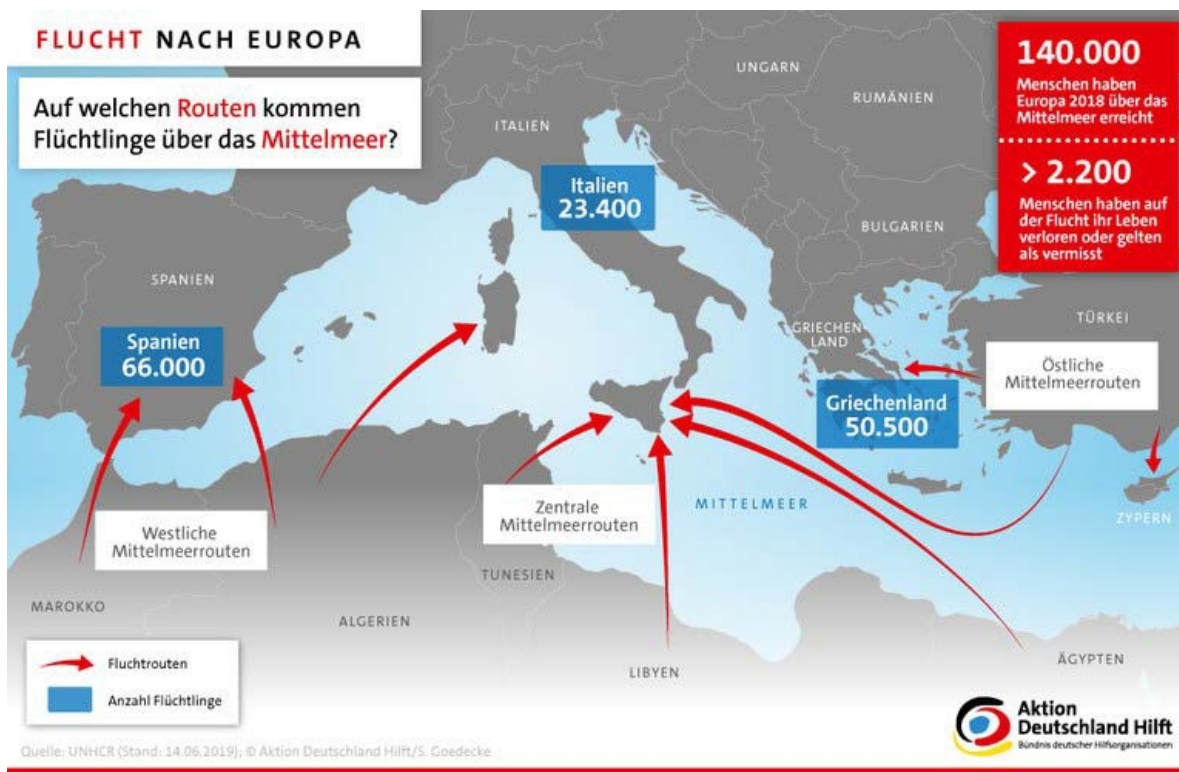 FLUCHT NACH EUROPA
Auf welchen Routen kommen
Flüchtlinge über das Mittelmeer?
140.000
Menschen haben
Europa 2018 über das
Mittelmeer erreicht
> 2.200
Menschen haben auf
der Flucht ihr Leben
verloren oder gelten
als vermisst
UNGARN
RUMÄNIEN
ITALIEN
Italien
23.400
BULGARIEN
SPANIEN
Spanien
66.000
GRIECHEN
LAND
TÜRKEI
Östliche
Mittelmeerrouten
Griechenland
50.500
Westliche
Mittelmeerrouten
Zentrale
Mittelmeerrouten
MITTELMEER
ZYPERN
TUNESIEN
MAROKKO
ALGERIEN
LIBYEN
ÄGYPTEN
Fluchtrouten
Anzahl Flüchtlinge
Aktion
Deutschland Hilft
Bündnis deutscher Hilfsorganisationen
Quelle: UNHCR (Stand: 14.06.2019); © Aktion Deutschland Hilft/S. Goedecke